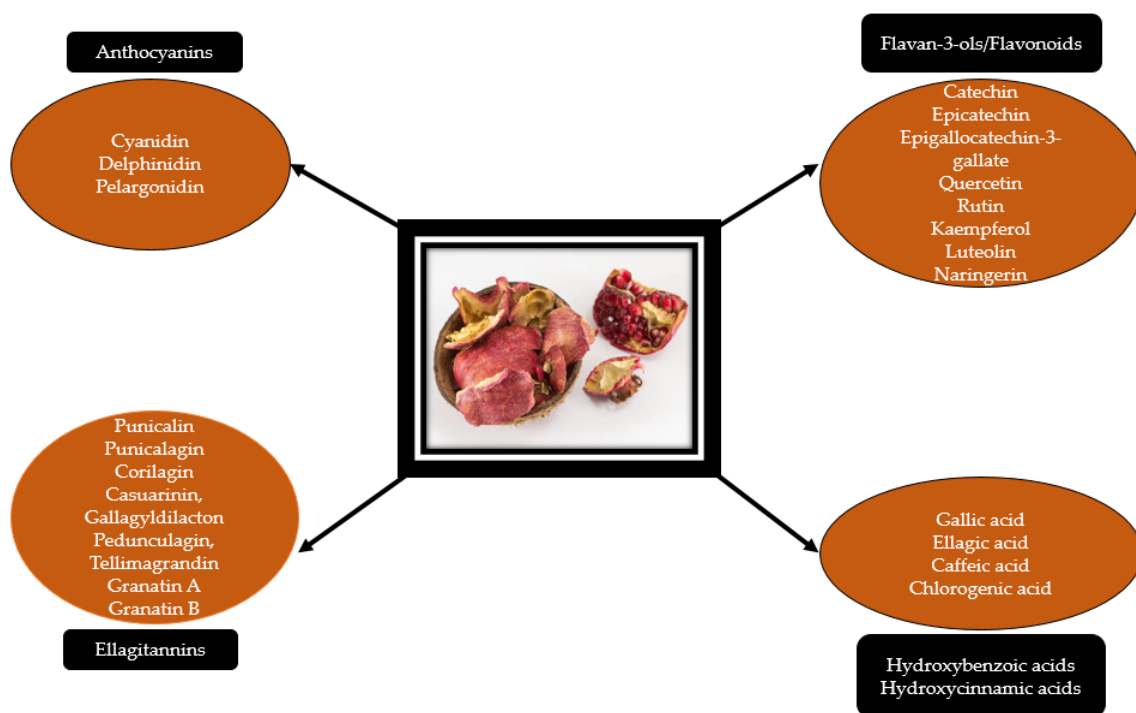 Anthocyanins
Cyanidin
Delphinidin
Pelargonidin
Flavan-3-ols/Flavonoids
Catechin
Epicatechin
Epigallocatechin-3-
gallate
Quercetin
Rutin
Kaempferol
Luteolin
Naringerin
Punicalin
Punicalagin
Corilagin
Casuarinin,
Gallagyldilacton
Pedunculagin,
Tellimagrandin
Granatin A
Granatin B
Ellagitannins
Gallic acid
Ellagic acid
Caffeic acid
Chlorogenic acid
Hydroxybenzoic acids
Hydroxycinnamic acids